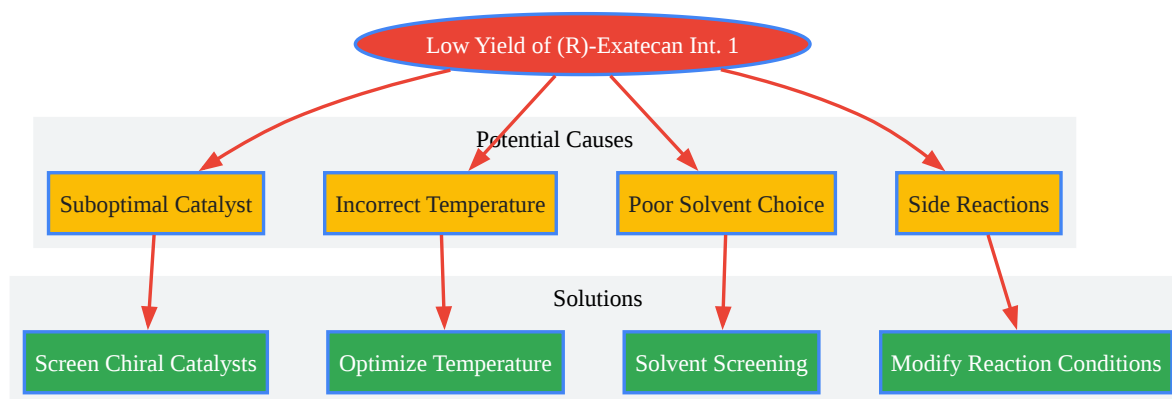 Low Yield of (R)-Exatecan Int. 1
Potential Causes
Suboptimal Catalyst
Incorrect Temperature
Poor Solvent Choice
Side Reactions
Solutions
Screen Chiral Catalysts
Optimize Temperature
Solvent Screening
Modify Reaction Conditions